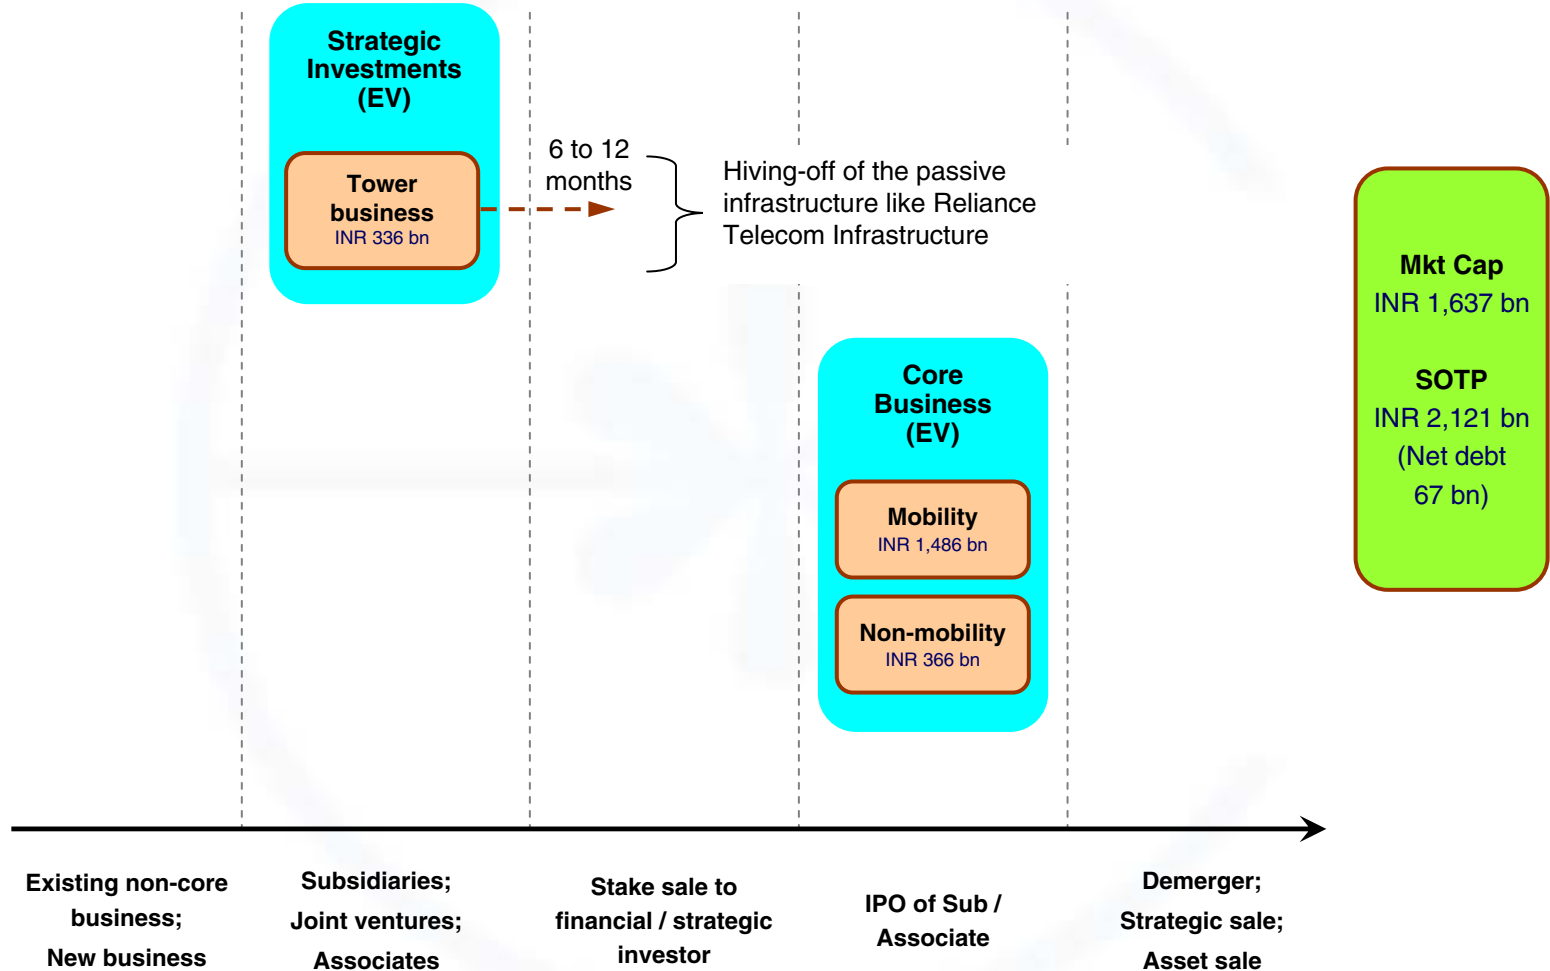 Strategic
Investments
(EV)
Tower
business
INR 336 bn
6 to 12
months
Hiving-off of the passive
infrastructure like Reliance
Telecom Infrastructure
Core
Business
(EV)
Mobility
INR 1,486 bn
Non-mobility
INR 366 bn
Mkt Cap
INR 1,637 bn
SOTP
INR 2,121 bn
(Net debt
67 bn)
Existing non-core
business;
New business
Subsidiaries;
Joint ventures;
Associates
Stake sale to
financial / strategic
investor
IPO of Sub /
Associate
Demerger;
Strategic sale;
Asset sale